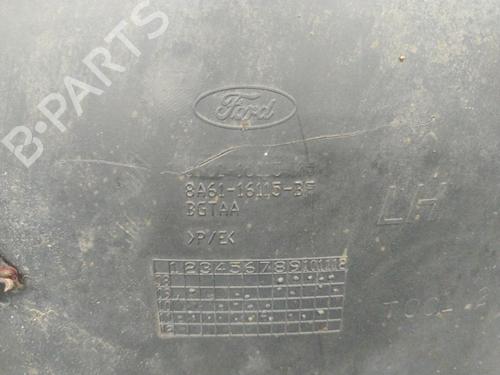 B-PARTS
Ford
8A61-16115-BF
BGTAA
>P/E<
LH
1 2 3 4 5 6 7 8 9 10 11 12
TOOL